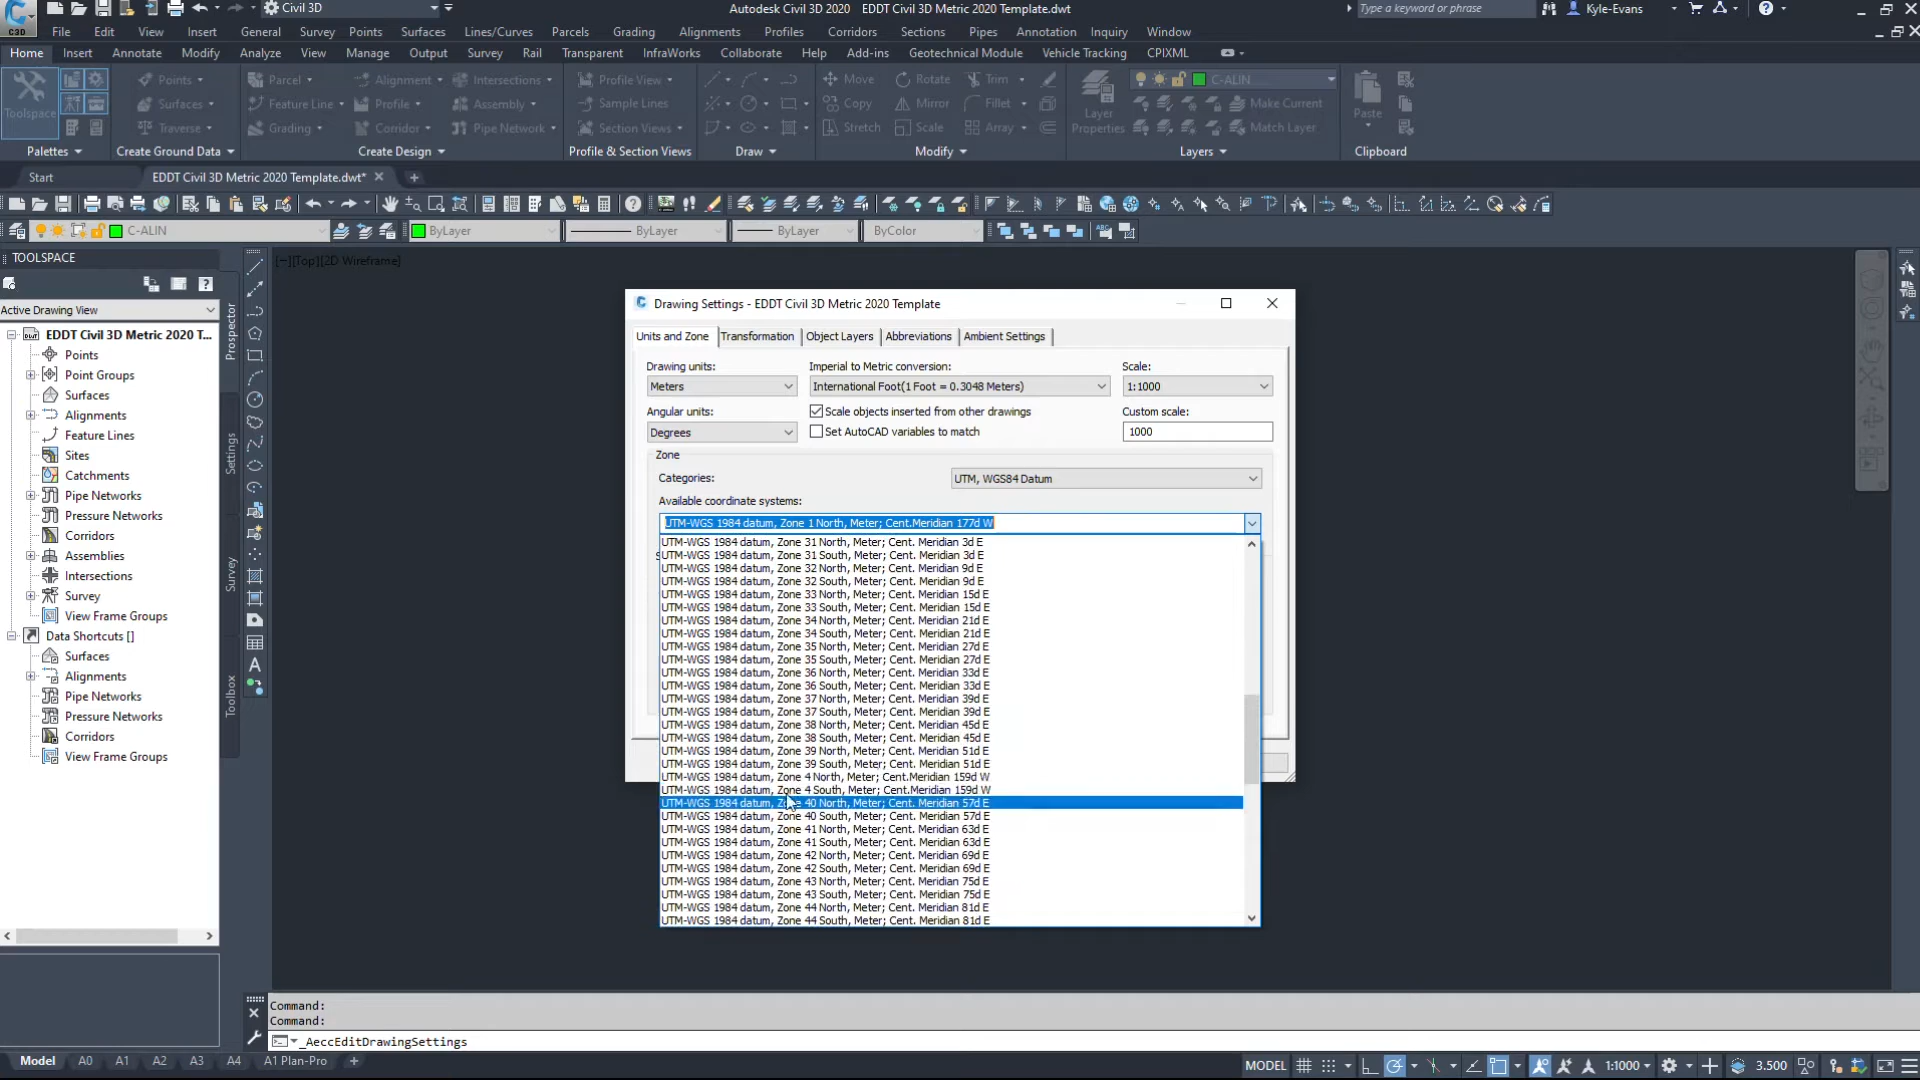 Civil 3D
Autodesk Civil 3D 2020 EDDT Civil 3D Metric 2020 Template.dwt
Type a keyword or phrase
Kyle-Evans
C3D
File Edit View Insert General Survey Points Surfaces Lines/Curves Parcels Grading Alignments Profiles Corridors Sections Pipes Annotation Inquiry Window
Home Insert Annotate Modify Analyze View Manage Output Survey Rail Transparent InfraWorks Collaborate Help Add-ins Geotechnical Module Vehicle Tracking CPIXML
Points Parcel Alignment Intersections Profile View Move Rotate Trim C-ALIN
Toolspace Surfaces Feature Line Profile Assembly Sample Lines Copy Mirror Fillet Layer Properties Make Current Paste
Traverse Grading Corridor Pipe Network Section Views Stretch Scale Array Match Layer
Palettes Create Ground Data Create Design Profile & Section Views Draw Modify Layers Clipboard
Start EDDT Civil 3D Metric 2020 Template.dwt*
C-ALIN ByLayer ByLayer ByLayer ByColor
TOOLSPACE
[−][Top][2D Wireframe]
Active Drawing View
EDDT Civil 3D Metric 2020 T...
Points
Point Groups
Surfaces
Alignments
Feature Lines
Sites
Catchments
Pipe Networks
Pressure Networks
Corridors
Assemblies
Intersections
Survey
View Frame Groups
Data Shortcuts []
Surfaces
Alignments
Pipe Networks
Pressure Networks
Corridors
View Frame Groups
Prospector
Settings
Survey
Toolbox
Drawing Settings - EDDT Civil 3D Metric 2020 Template
Units and Zone Transformation Object Layers Abbreviations Ambient Settings
Drawing units: Imperial to Metric conversion: Scale:
Meters International Foot(1 Foot = 0.3048 Meters) 1:1000
Angular units: Scale objects inserted from other drawings Custom scale:
Degrees Set AutoCAD variables to match 1000
Zone
Categories: UTM, WGS84 Datum
Available coordinate systems:
UTM-WGS 1984 datum, Zone 1 North, Meter; Cent.Meridian 177d W
UTM-WGS 1984 datum, Zone 31 North, Meter; Cent. Meridian 3d E
UTM-WGS 1984 datum, Zone 31 South, Meter; Cent. Meridian 3d E
UTM-WGS 1984 datum, Zone 32 North, Meter; Cent. Meridian 9d E
UTM-WGS 1984 datum, Zone 32 South, Meter; Cent. Meridian 9d E
UTM-WGS 1984 datum, Zone 33 North, Meter; Cent. Meridian 15d E
UTM-WGS 1984 datum, Zone 33 South, Meter; Cent. Meridian 15d E
UTM-WGS 1984 datum, Zone 34 North, Meter; Cent. Meridian 21d E
UTM-WGS 1984 datum, Zone 34 South, Meter; Cent. Meridian 21d E
UTM-WGS 1984 datum, Zone 35 North, Meter; Cent. Meridian 27d E
UTM-WGS 1984 datum, Zone 35 South, Meter; Cent. Meridian 27d E
UTM-WGS 1984 datum, Zone 36 North, Meter; Cent. Meridian 33d E
UTM-WGS 1984 datum, Zone 36 South, Meter; Cent. Meridian 33d E
UTM-WGS 1984 datum, Zone 37 North, Meter; Cent. Meridian 39d E
UTM-WGS 1984 datum, Zone 37 South, Meter; Cent. Meridian 39d E
UTM-WGS 1984 datum, Zone 38 North, Meter; Cent. Meridian 45d E
UTM-WGS 1984 datum, Zone 38 South, Meter; Cent. Meridian 45d E
UTM-WGS 1984 datum, Zone 39 North, Meter; Cent. Meridian 51d E
UTM-WGS 1984 datum, Zone 39 South, Meter; Cent. Meridian 51d E
UTM-WGS 1984 datum, Zone 4 North, Meter; Cent.Meridian 159d W
UTM-WGS 1984 datum, Zone 4 South, Meter; Cent.Meridian 159d W
UTM-WGS 1984 datum, Zone 40 North, Meter; Cent. Meridian 57d E
UTM-WGS 1984 datum, Zone 40 South, Meter; Cent. Meridian 57d E
UTM-WGS 1984 datum, Zone 41 North, Meter; Cent. Meridian 63d E
UTM-WGS 1984 datum, Zone 41 South, Meter; Cent. Meridian 63d E
UTM-WGS 1984 datum, Zone 42 North, Meter; Cent. Meridian 69d E
UTM-WGS 1984 datum, Zone 42 South, Meter; Cent. Meridian 69d E
UTM-WGS 1984 datum, Zone 43 North, Meter; Cent. Meridian 75d E
UTM-WGS 1984 datum, Zone 43 South, Meter; Cent. Meridian 75d E
UTM-WGS 1984 datum, Zone 44 North, Meter; Cent. Meridian 81d E
UTM-WGS 1984 datum, Zone 44 South, Meter; Cent. Meridian 81d E
Command:
Command:
_AeccEditDrawingSettings
Model A0 A1 A2 A3 A4 A1 Plan-Pro
MODEL 1:1000 3.500